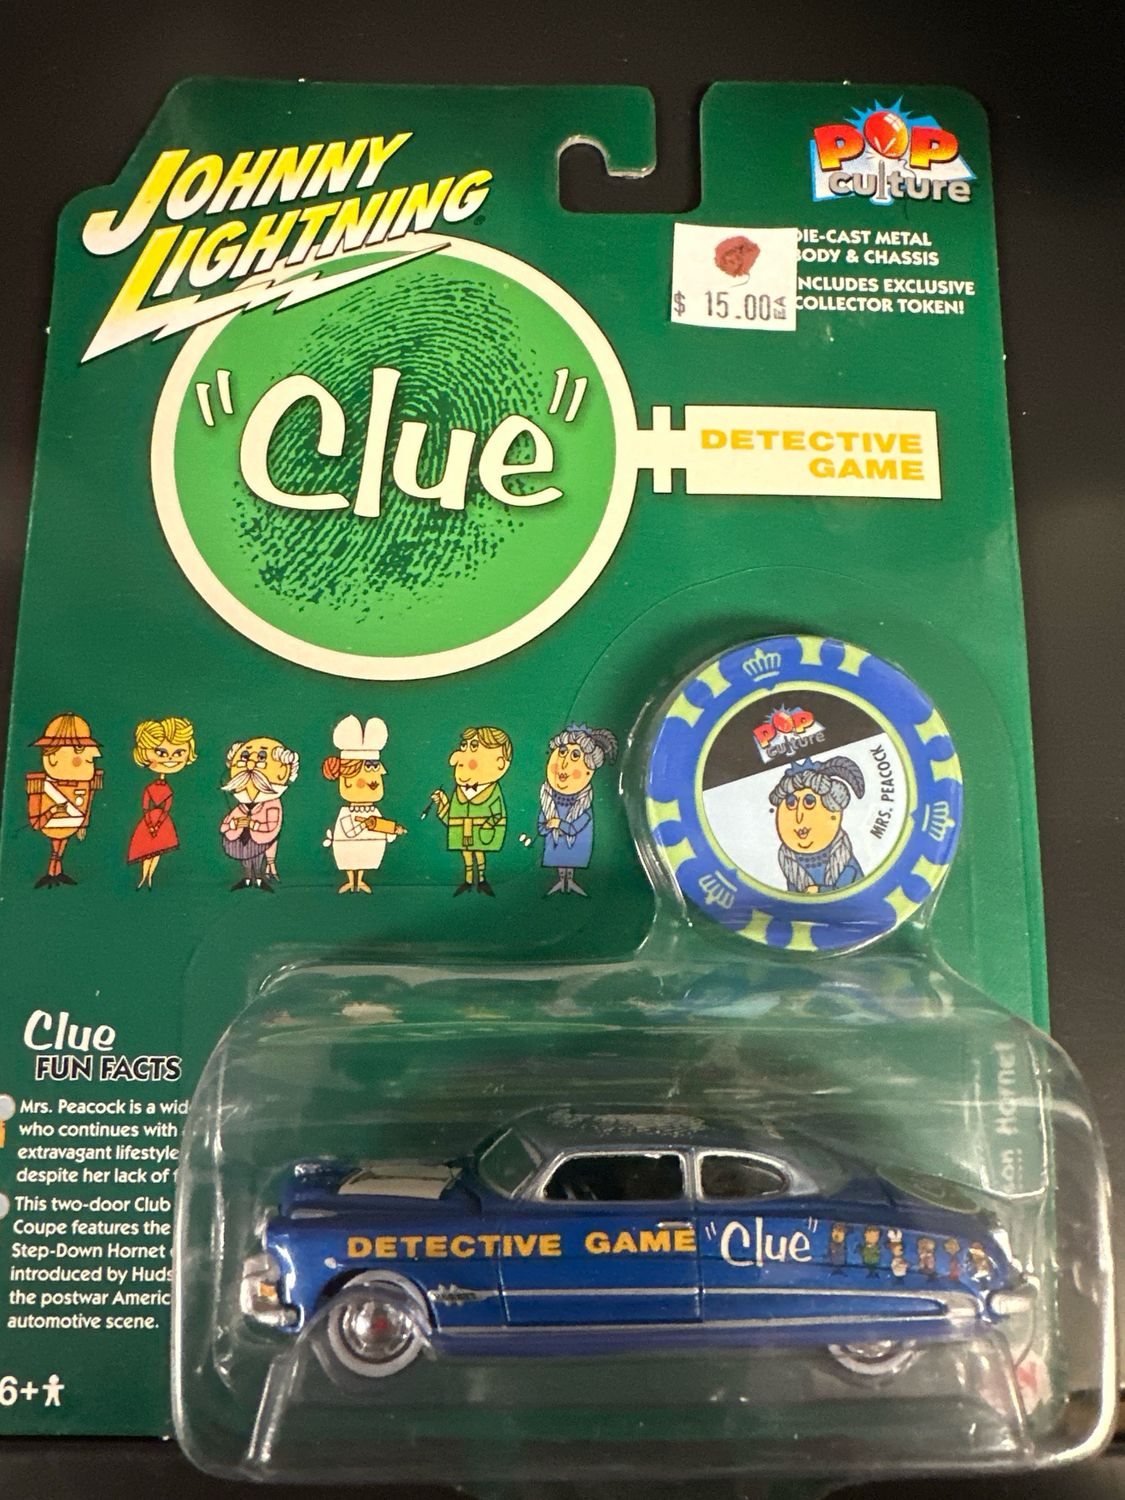 JOHNNY
LIGHTNING
POP
culture
DIE-CAST METAL
BODY & CHASSIS
INCLUDES EXCLUSIVE
COLLECTOR TOKEN!
$ 15.00 EA
"Clue"
DETECTIVE
GAME
POP
culture
MRS. PEACOCK
Clue
FUN FACTS
Mrs. Peacock is a
who continues with
extravagant lifestyle
despite her lack of
This two-door Club
Coupe features the
Step-Down Hornet
introduced by
the postwar
automotive scene.
6+
DETECTIVE GAME "Clue"
Hornet